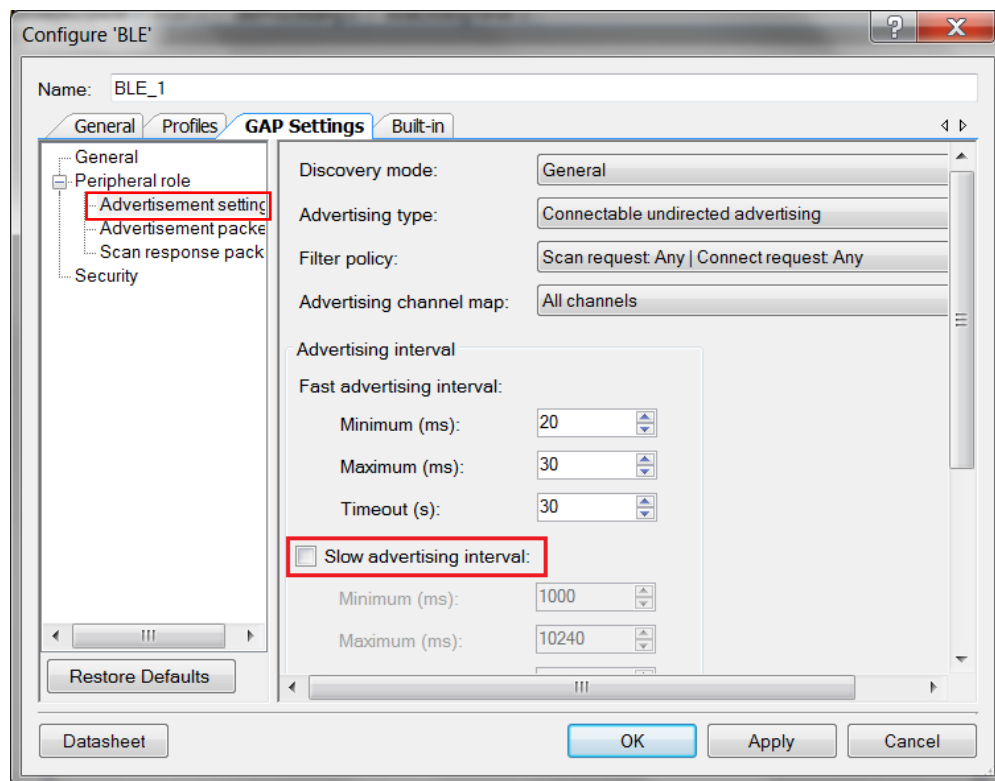 Configure 'BLE'
Name: BLE_1
General Profiles GAP Settings Built-in
General
Peripheral role
Advertisement setting
Advertisement packe
Scan response pack
Security
Discovery mode: General
Advertising type: Connectable undirected advertising
Filter policy: Scan request: Any | Connect request: Any
Advertising channel map: All channels
Advertising interval
Fast advertising interval:
Minimum (ms): 20
Maximum (ms): 30
Timeout (s): 30
Slow advertising interval:
Minimum (ms): 1000
Maximum (ms): 10240
Restore Defaults
Datasheet OK Apply Cancel